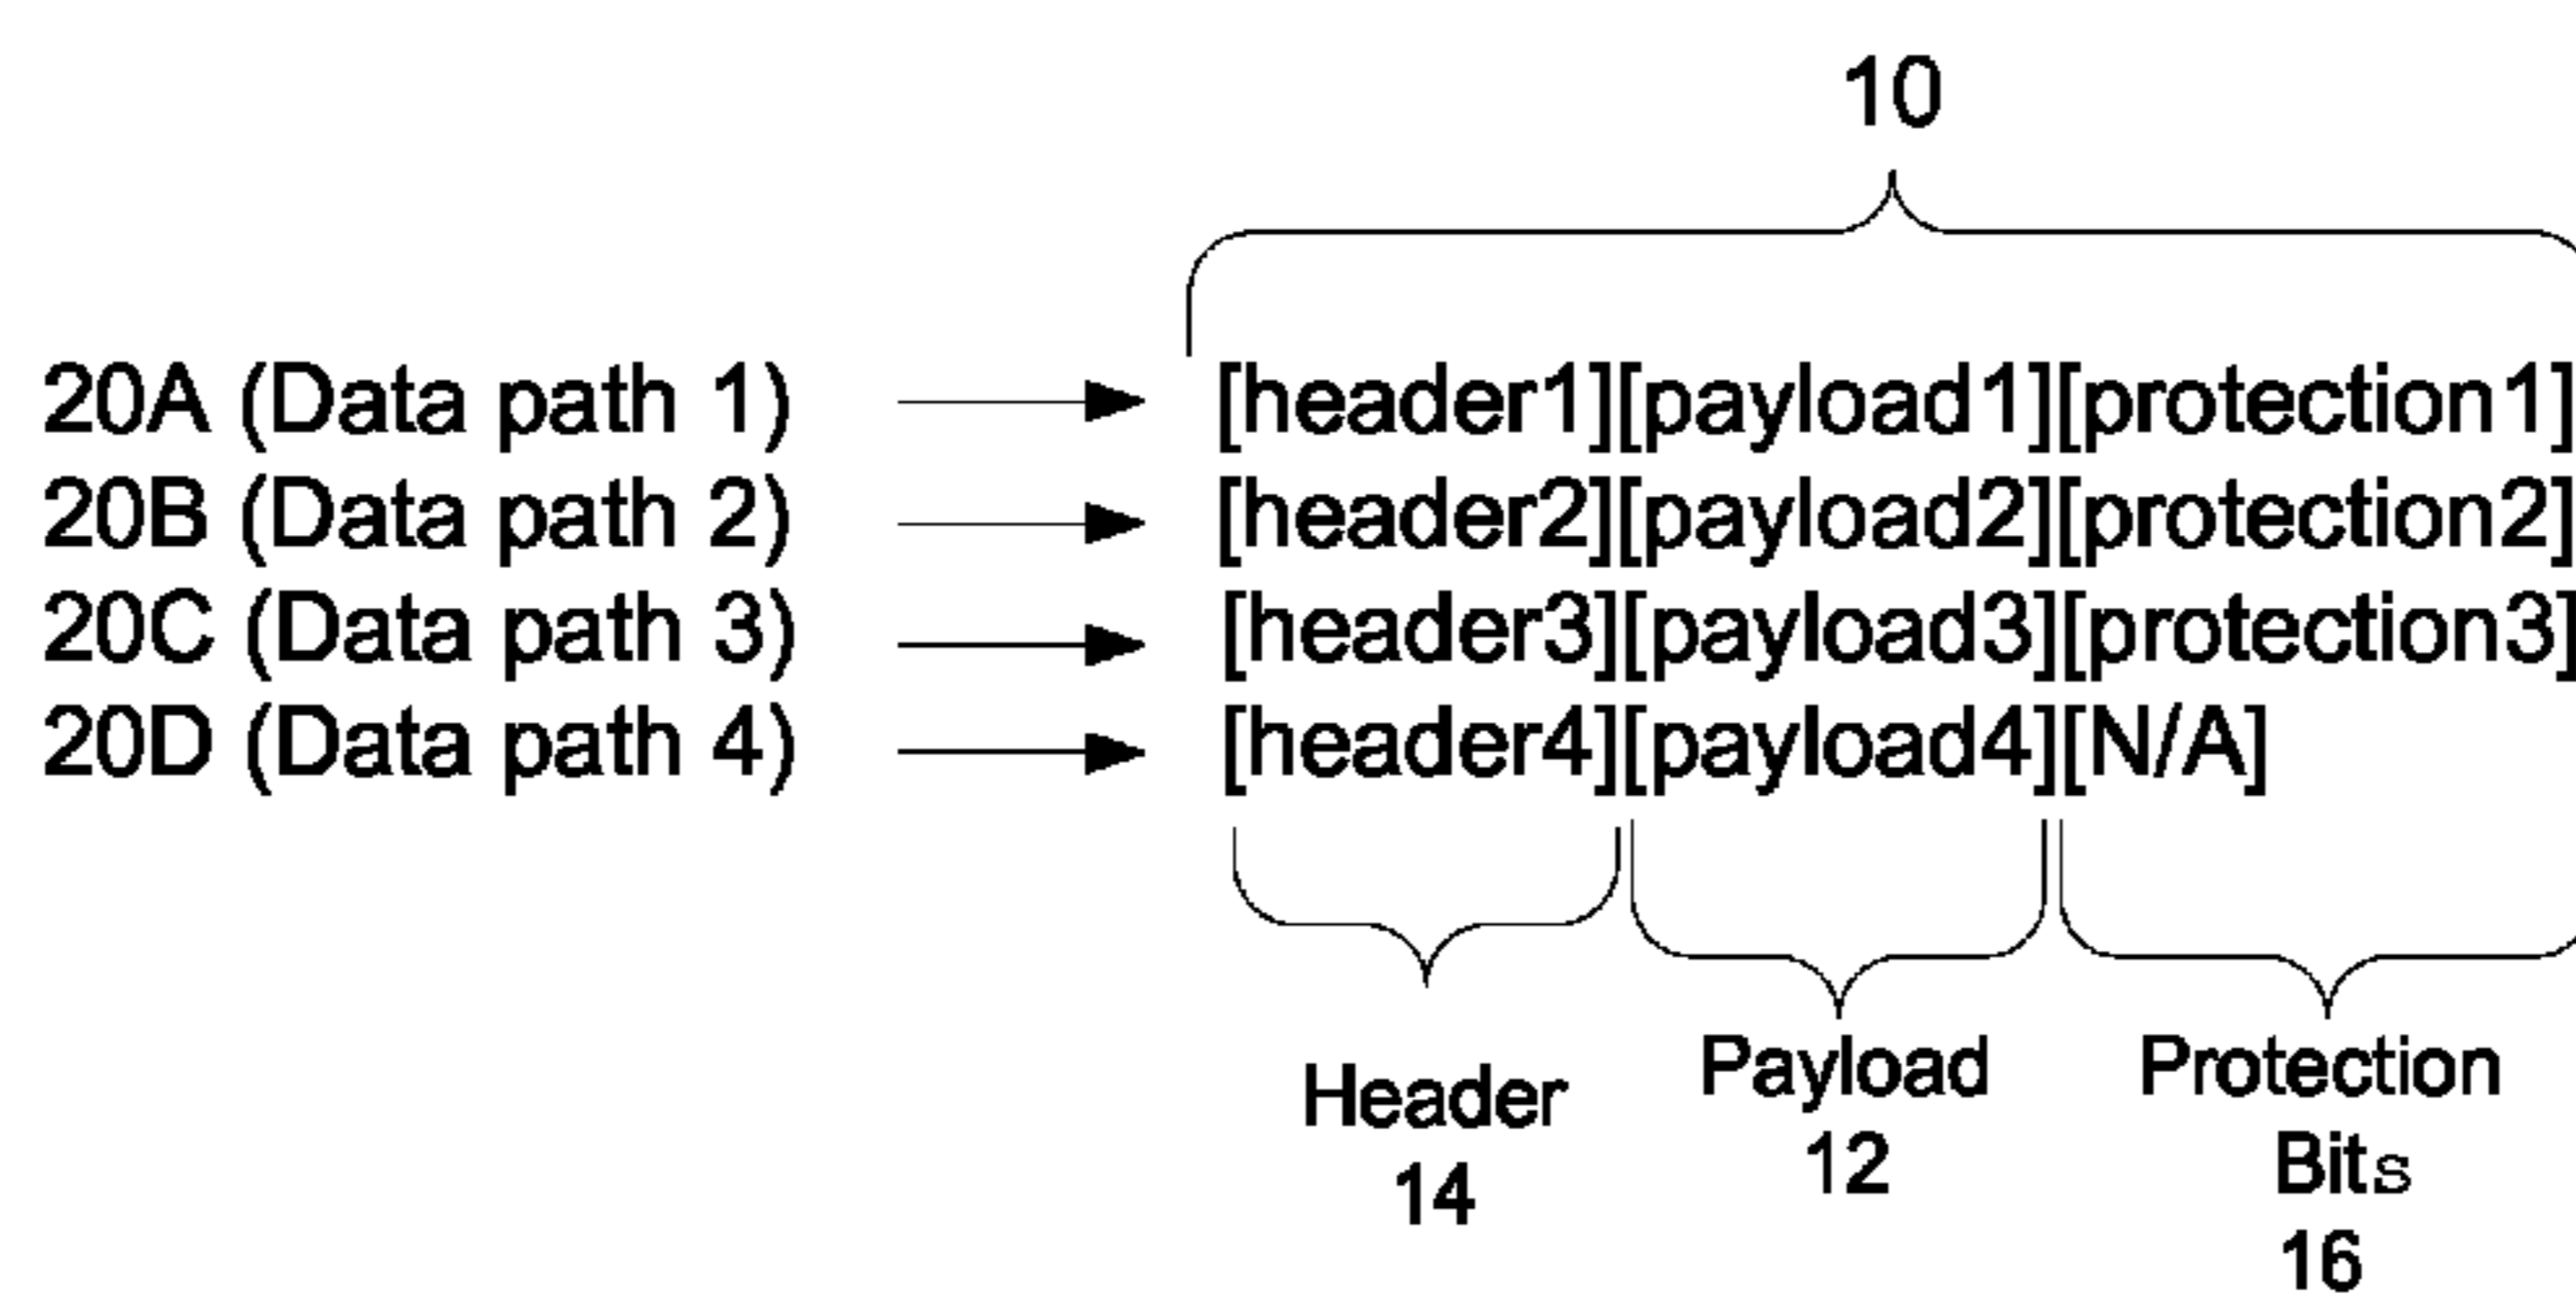 10
20A (Data path 1) [header1][payload1][protection1]
20B (Data path 2) [header2][payload2][protection2]
20C (Data path 3) [header3][payload3][protection3]
20D (Data path 4) [header4][payload4][N/A]
Header
14
Payload
12
Protection
Bits
16